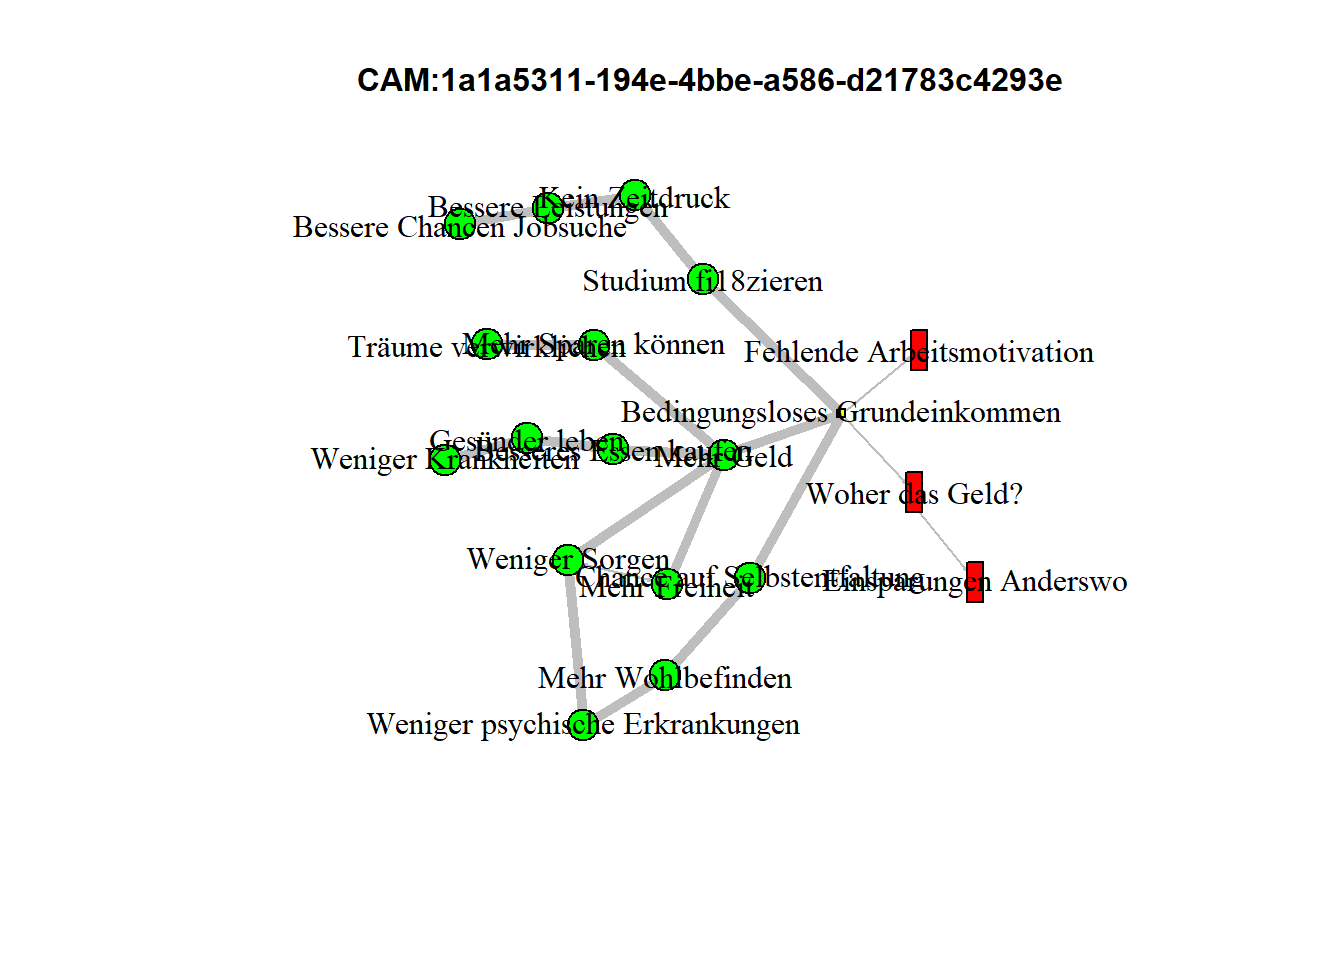 CAM:1a1a5311-194e-4bbe-a586-d21783c4293e
Kein Zeitdruck
Bessere Leistungen
Bessere Chancen Jobsuche
Studium fi18zieren
Mehr Sparen können
Träume verwirklichen
Fehlende Arbeitsmotivation
Bedingungsloses Grundeinkommen
Gesünder leben
Besseres Essen kaufen
Mehr Geld
Weniger Krankheiten
Woher das Geld?
Weniger Sorgen
Chance auf Selbstentfaltung
Mehr Freiheit
Einsparungen Anderswo
Mehr Wohlbefinden
Weniger psychische Erkrankungen